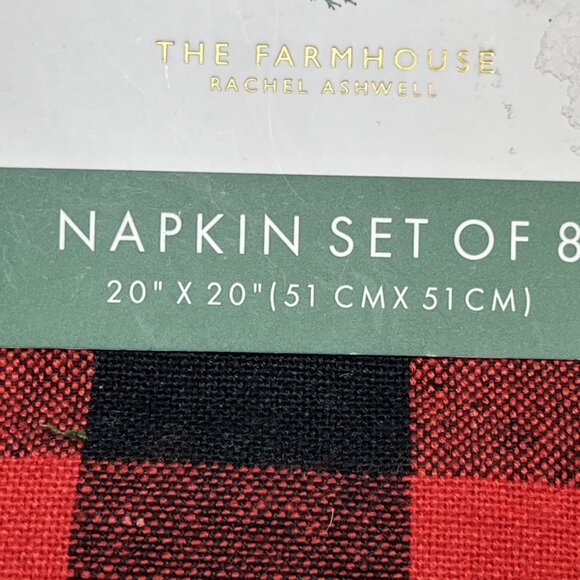 THE FARMHOUSE
RACHEL ASHWELL
NAPKIN SET OF 8
20" X 20" (51 CMX 51CM)